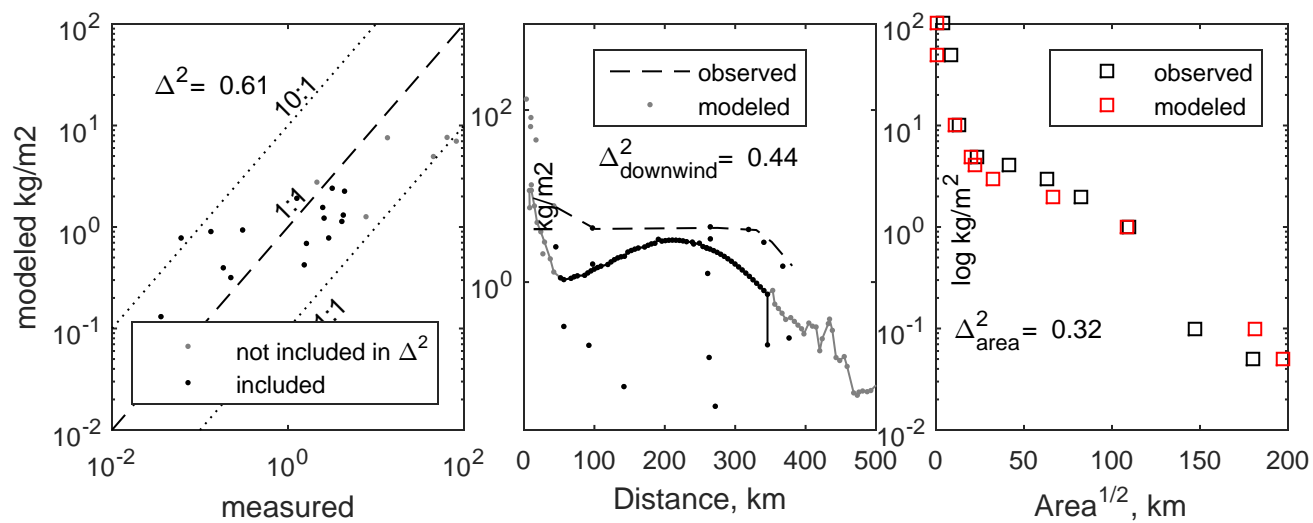 modeled kg/m2
10^2
10^1
10^0
10^-1
10^-2
Δ^2= 0.61
10:1
1:1
not included in Δ^2
included
10^-2
10^0
10^2
measured
10^2
10^0
kg/m2
observed
modeled
Δ^2_downwind= 0.44
0
100
200
300
400
500
Distance, km
10^2
10^1
10^0
10^-1
10^-2
log kg/m^2
observed
modeled
Δ^2_area= 0.32
0
50
100
150
200
Area^1/2, km